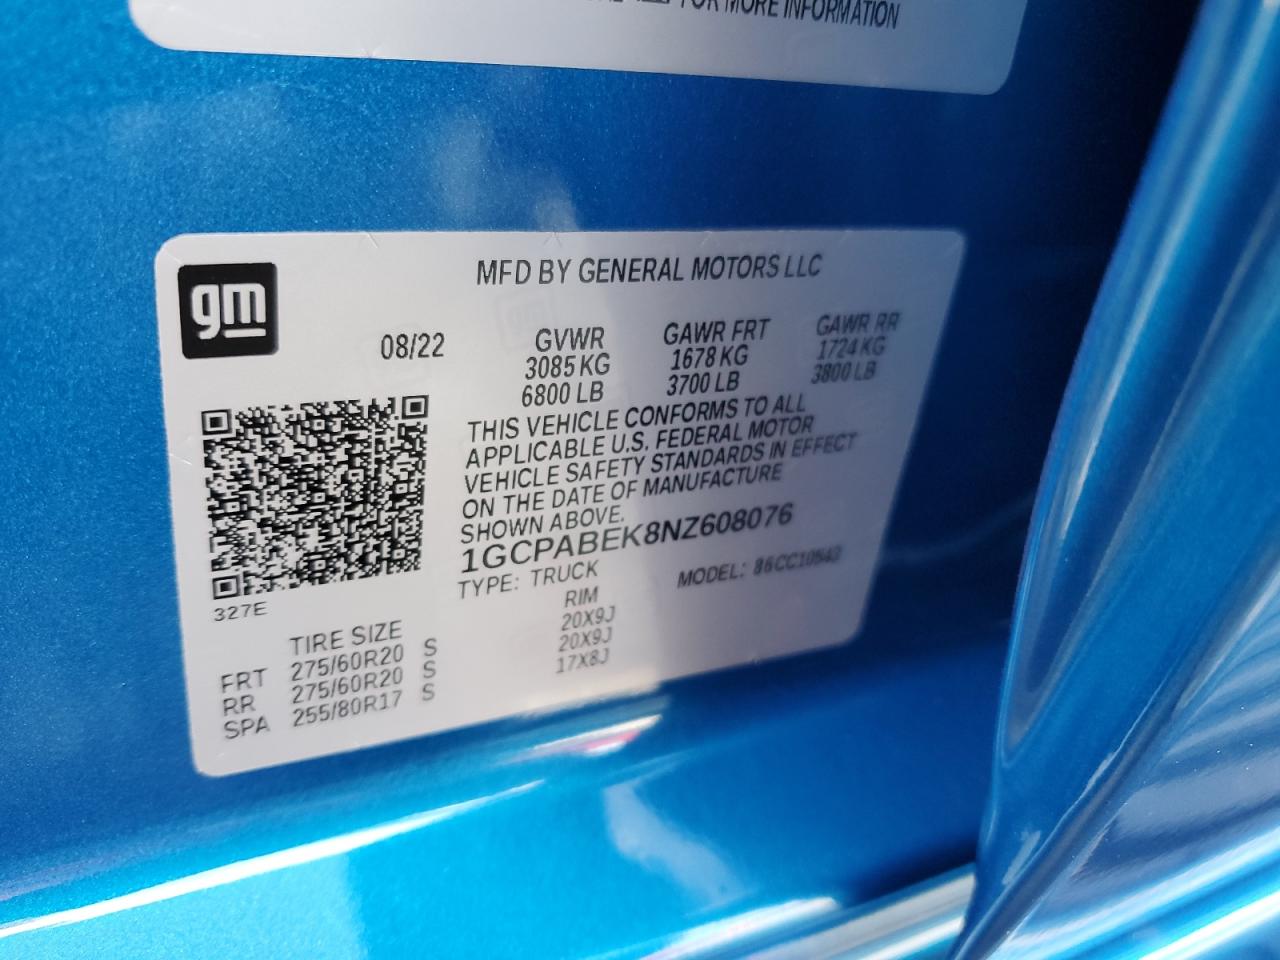 FOR MORE INFORMATION
gm
MFD BY GENERAL MOTORS LLC
08/22
GVWR GAWR FRT GAWR RR
3085 KG 1678 KG 1724 KG
6800 LB 3700 LB 3800 LB
THIS VEHICLE CONFORMS TO ALL
APPLICABLE U.S. FEDERAL MOTOR
VEHICLE SAFETY STANDARDS IN EFFECT
ON THE DATE OF MANUFACTURE
SHOWN ABOVE.
1GCPABEK8NZ608076
TYPE: TRUCK MODEL:
327E
TIRE SIZE RIM
FRT 275/60R20 S 20X9J
RR 275/60R20 S 20X9J
SPA 255/80R17 S 17X8J